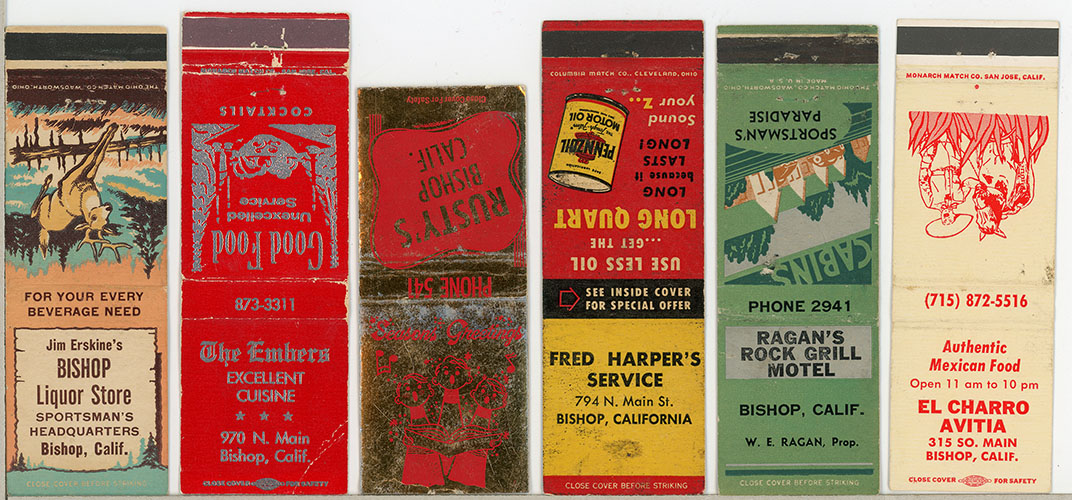 THE OHIO MATCH CO., WADSWORTH, OHIO
FOR YOUR EVERY
BEVERAGE NEED
Jim Erskine's
BISHOP
Liquor Store
SPORTSMAN'S
HEADQUARTERS
Bishop, Calif.
CLOSE COVER BEFORE STRIKING
Good Food
Unexcelled
Service
COCKTAILS
873-3311
The Embers
EXCELLENT
CUISINE
★ ★ ★
970 N. Main
Bishop, Calif.
CLOSE COVER FOR SAFETY
PHONE 541
RUSTY'S
BISHOP
CALIF.
Close Cover For Safety
Season's Greetings
COLUMBIA MATCH CO., CLEVELAND, OHIO
USE LESS OIL
...GET THE
LONG QUART
LONG
because it
LASTS
LONG!
Sound
your Z...
PENNZOIL
MOTOR OIL
SEE INSIDE COVER
FOR SPECIAL OFFER
FRED HARPER'S
SERVICE
794 N. Main St.
BISHOP, CALIFORNIA
CLOSE COVER BEFORE STRIKING
CABINS
SPORTSMAN'S
PARADISE
MADE IN U.S.A.
THE OHIO MATCH CO., WADSWORTH, OHIO
PHONE 2941
RAGAN'S
ROCK GRILL
MOTEL
BISHOP, CALIF.
W. E. RAGAN, Prop.
CLOSE COVER BEFORE STRIKING
MONARCH MATCH CO. SAN JOSE, CALIF.
(715) 872-5516
Authentic
Mexican Food
Open 11 am to 10 pm
EL CHARRO
AVITIA
315 SO. MAIN
BISHOP, CALIF.
CLOSE COVER FOR SAFETY